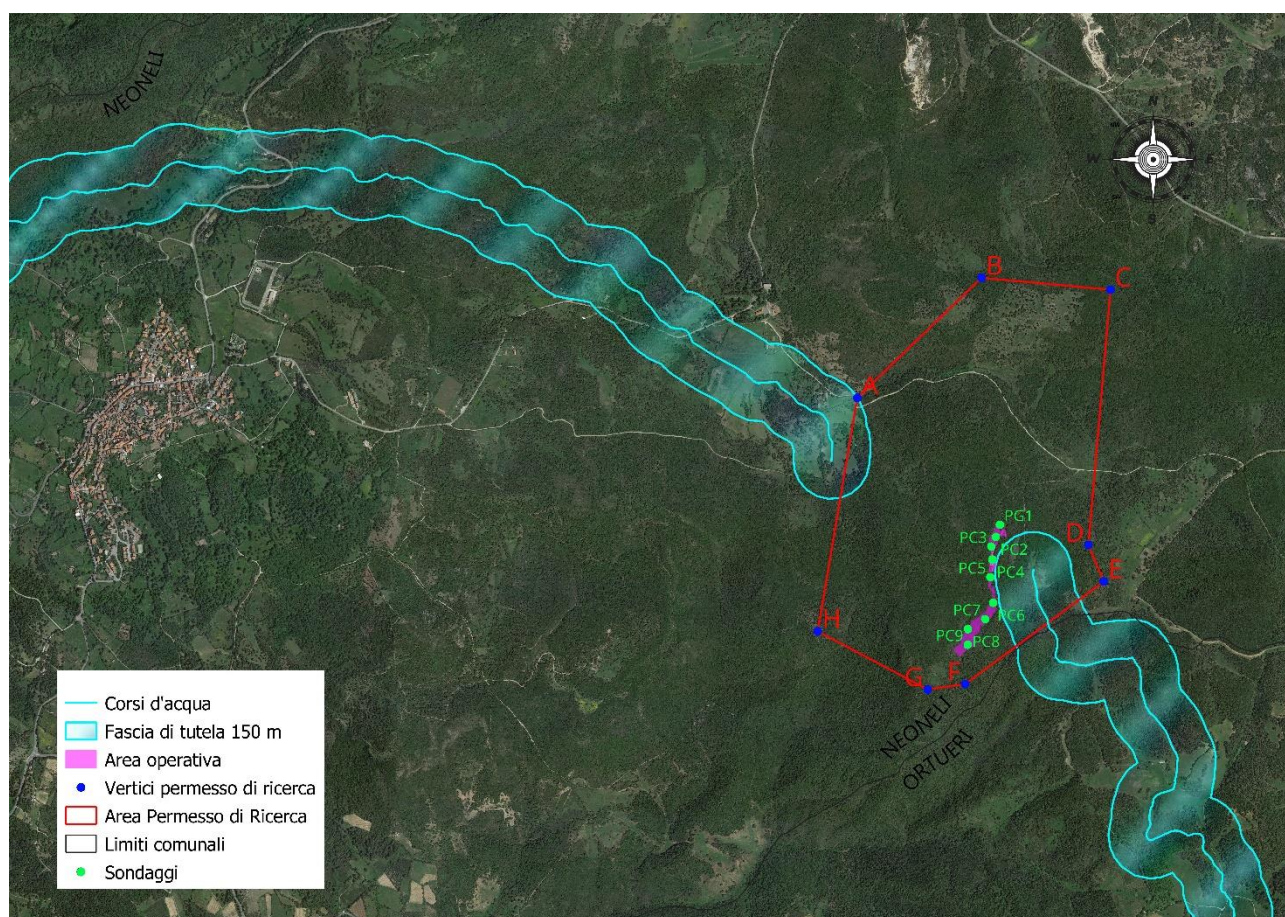 NEONELI
N
W
E
S
B
C
A
PG1
PC3
PC2
D
PC5
PC4
E
PC7
PC6
H
PC9
PC8
F
G
NEONELI
ORTUERI
Corsi d'acqua
Fascia di tutela 150 m
Area operativa
Vertici permesso di ricerca
Area Permesso di Ricerca
Limiti comunali
Sondaggi